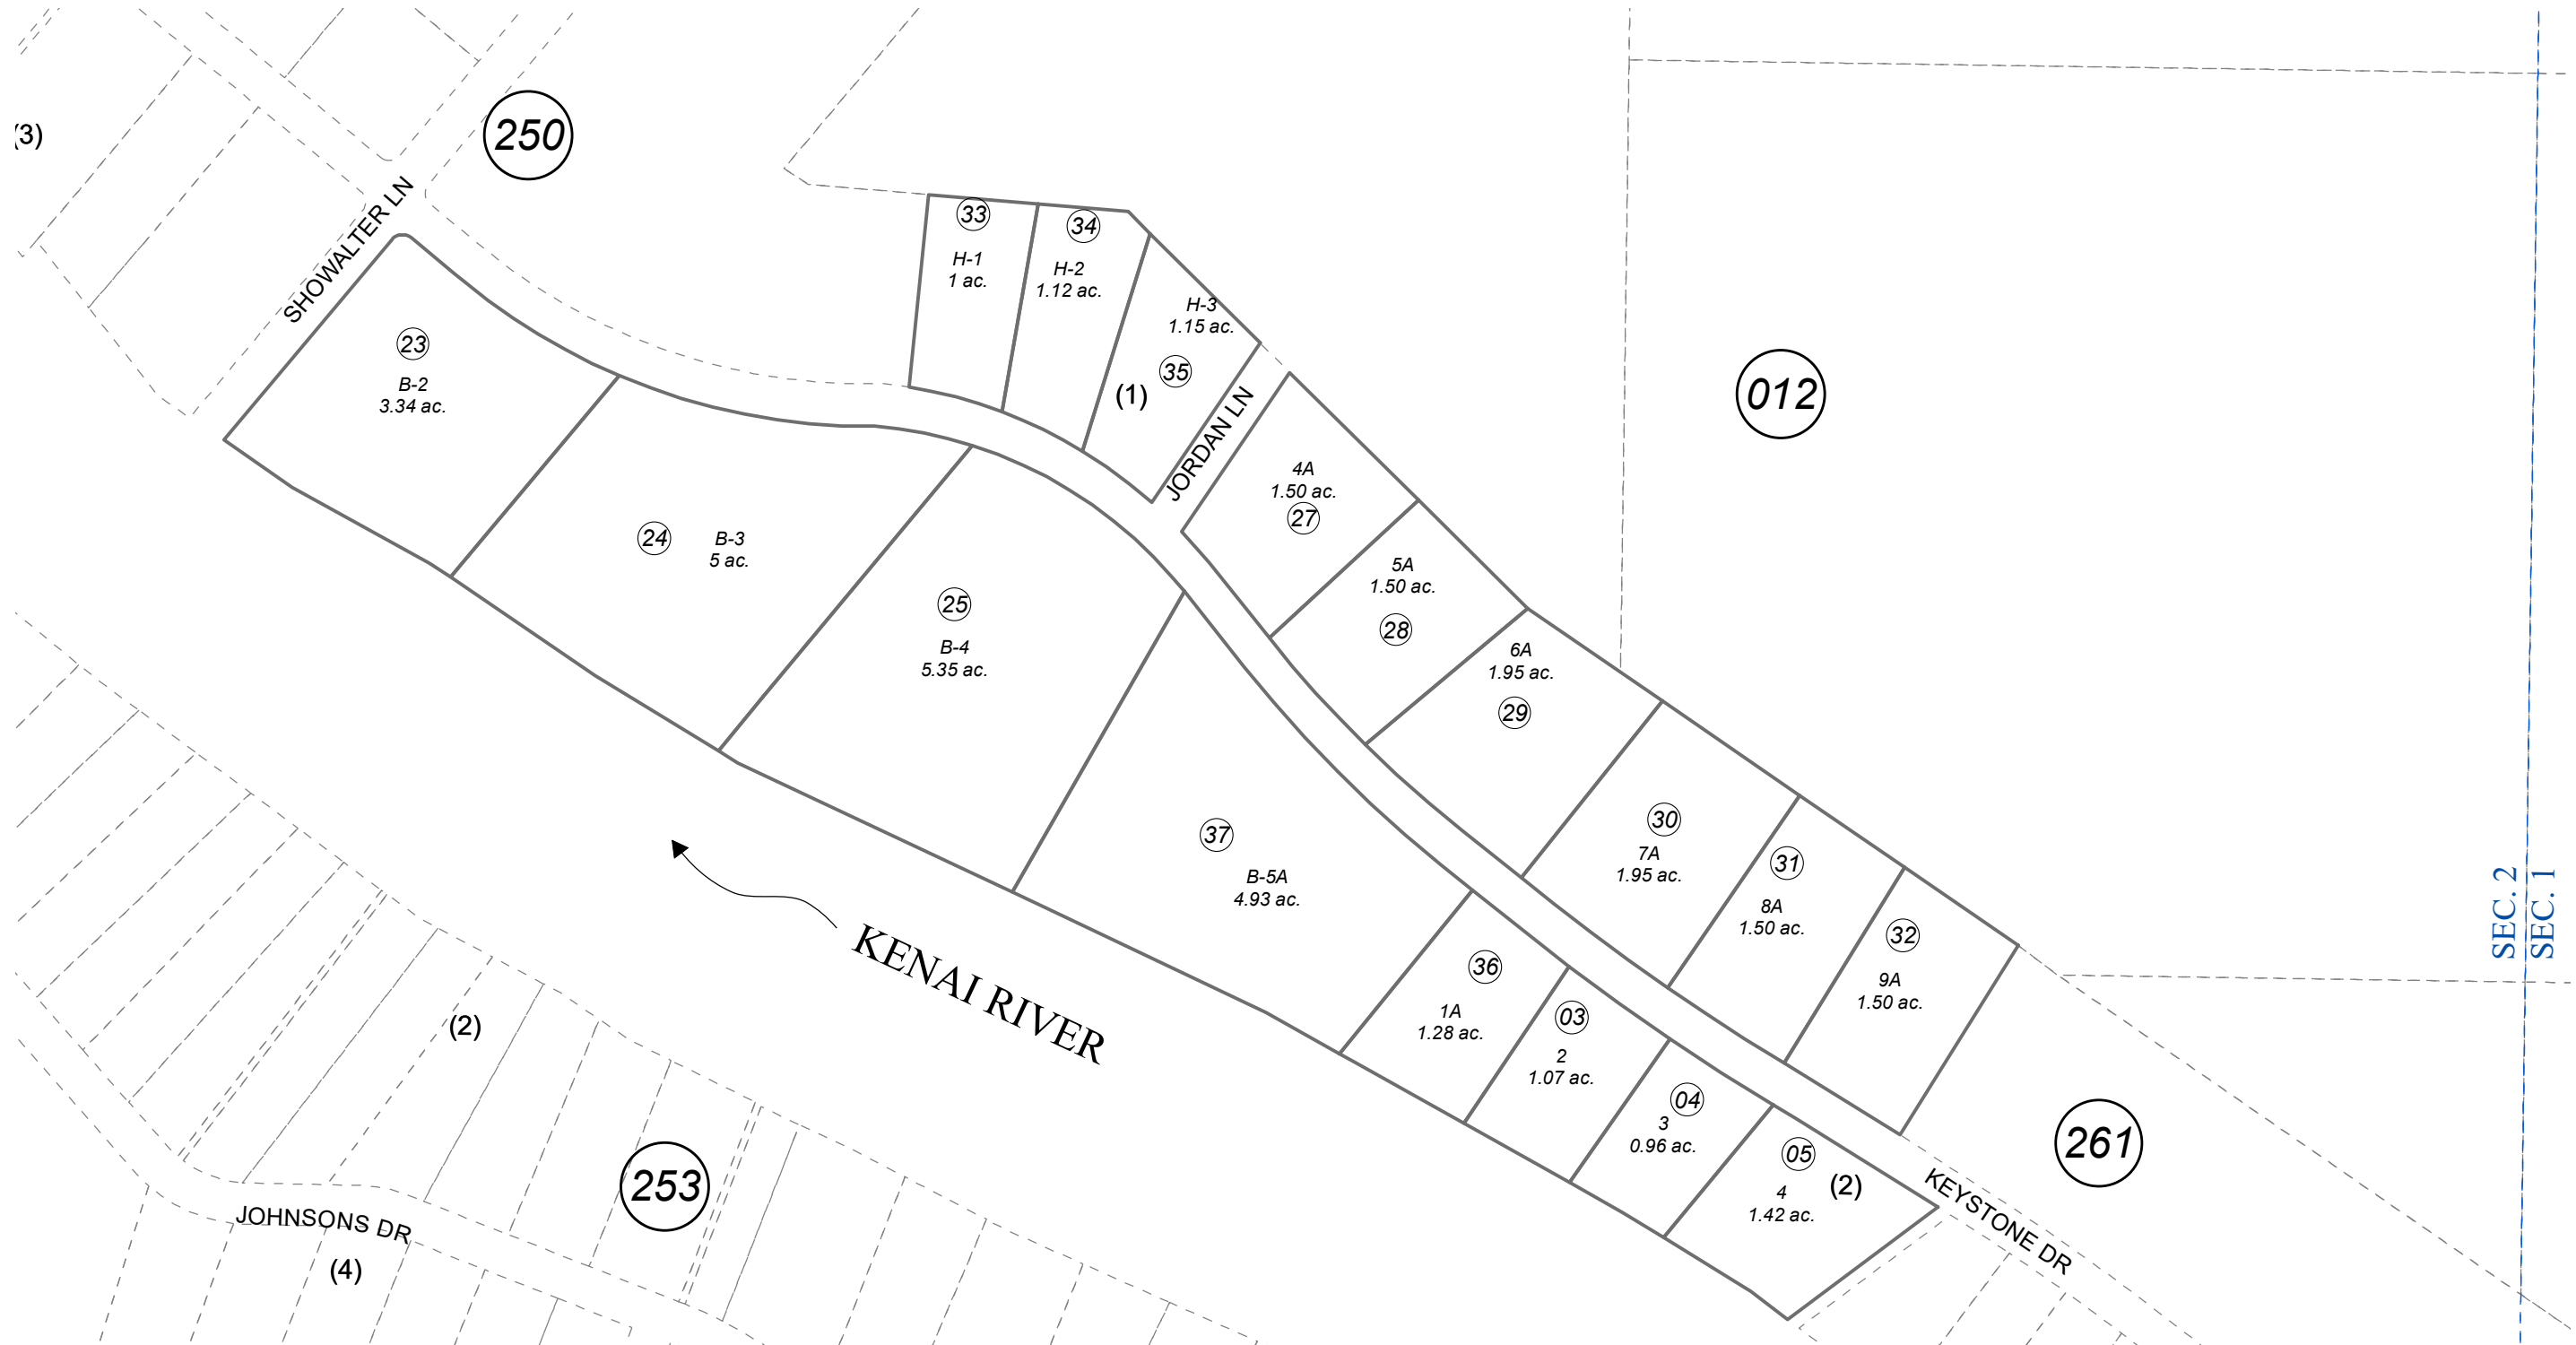 (3)
250
SHOWALTER LN
33
H-1
1 ac.
34
H-2
1.12 ac.
H-3
1.15 ac.
35
(1)
JORDAN LN
012
23
B-2
3.34 ac.
24
B-3
5 ac.
25
B-4
5.35 ac.
4A
1.50 ac.
27
5A
1.50 ac.
28
6A
1.95 ac.
29
37
B-5A
4.93 ac.
30
7A
1.95 ac.
31
8A
1.50 ac.
32
9A
1.50 ac.
SEC. 2
SEC. 1
KENAI RIVER
36
1A
1.28 ac.
03
2
1.07 ac.
04
3
0.96 ac.
05
(2)
4
1.42 ac.
261
KEYSTONE DR
(2)
253
JOHNSONS DR
(4)